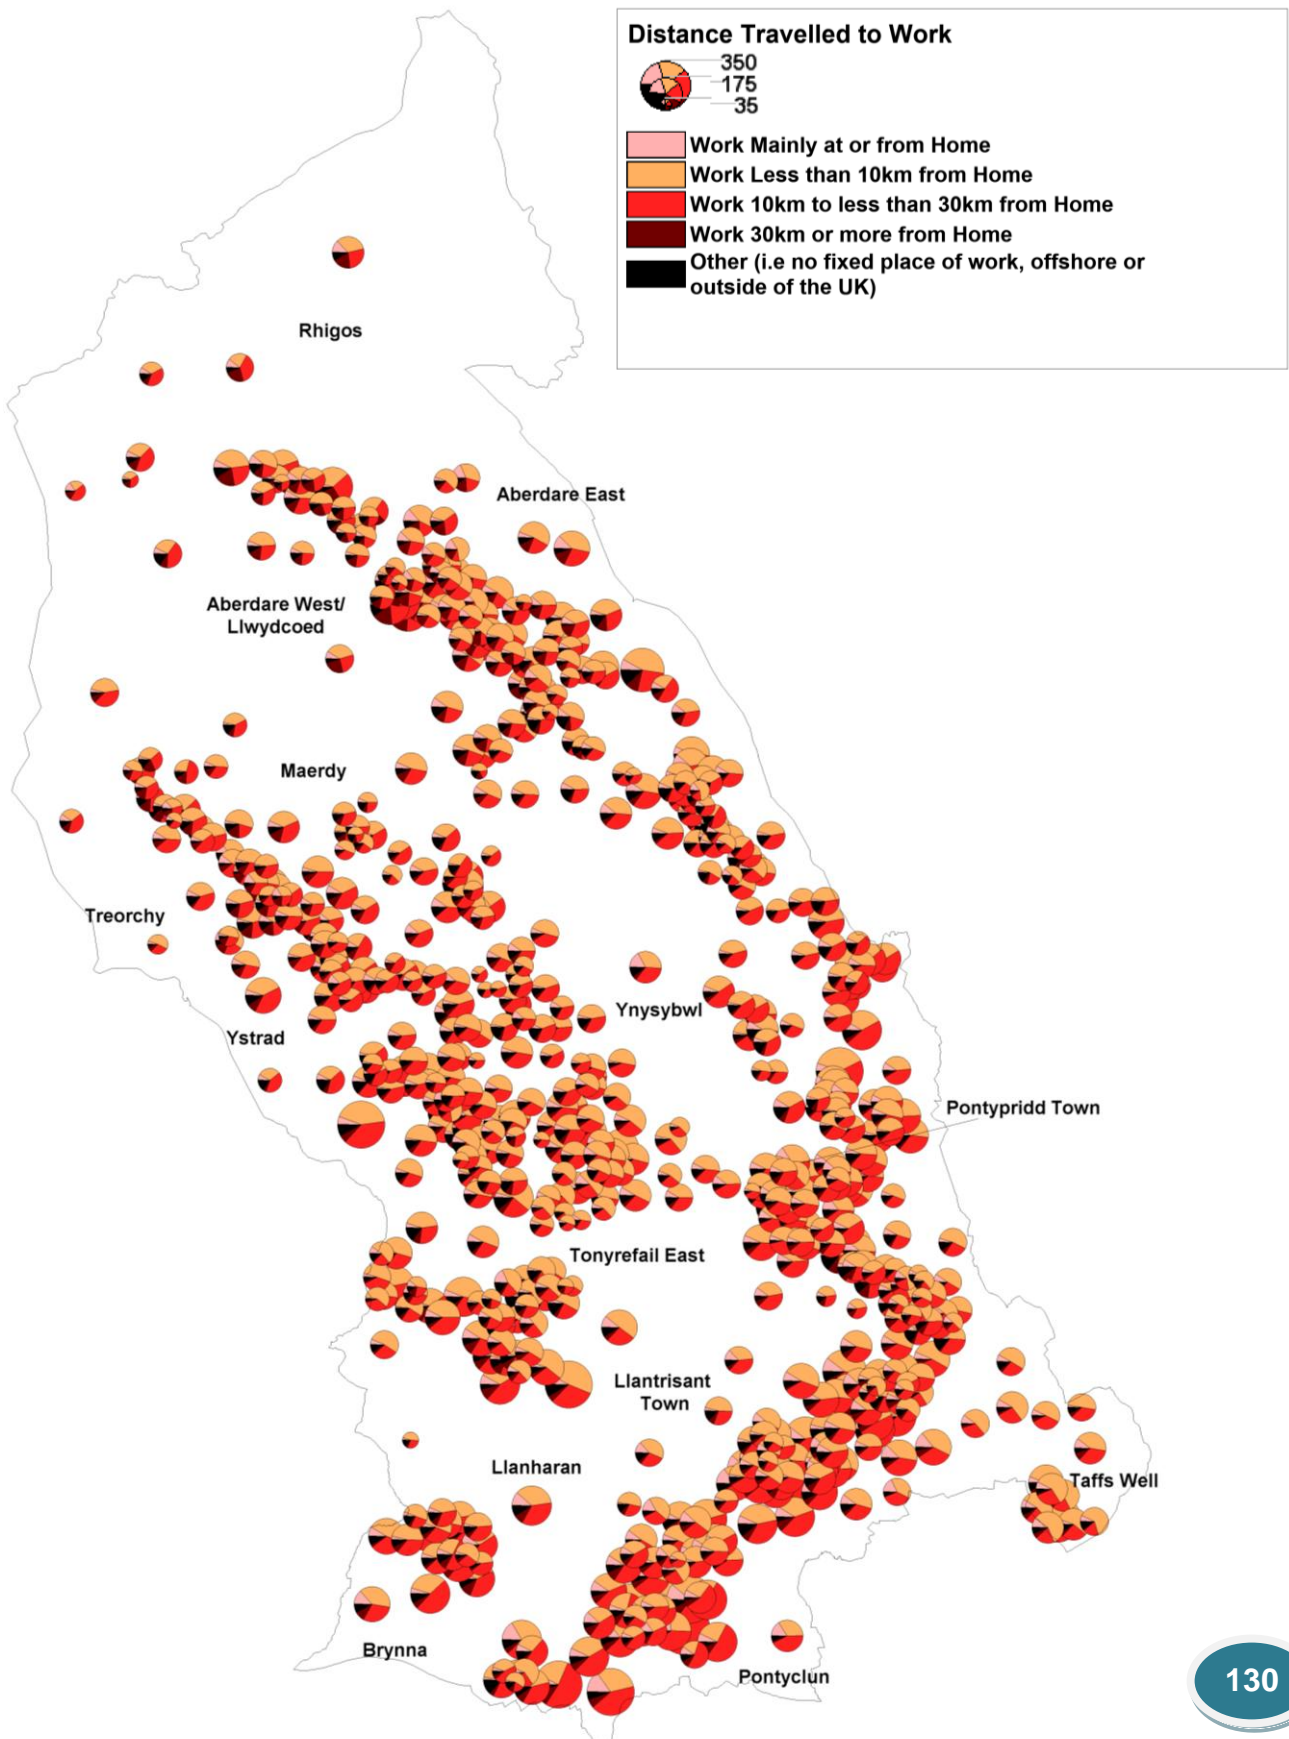 Distance Travelled to Work
350
175
35
Work Mainly at or from Home
Work Less than 10km from Home
Work 10km to less than 30km from Home
Work 30km or more from Home
Other (i.e no fixed place of work, offshore or
outside of the UK)
Rhigos
Aberdare East
Aberdare West/
Llwydcoed
Maerdy
Treorchy
Ynysybwl
Ystrad
Pontypridd Town
Tonyrefail East
Llantrisant
Town
Llanharan
Taffs Well
Brynna
Pontyclun
130